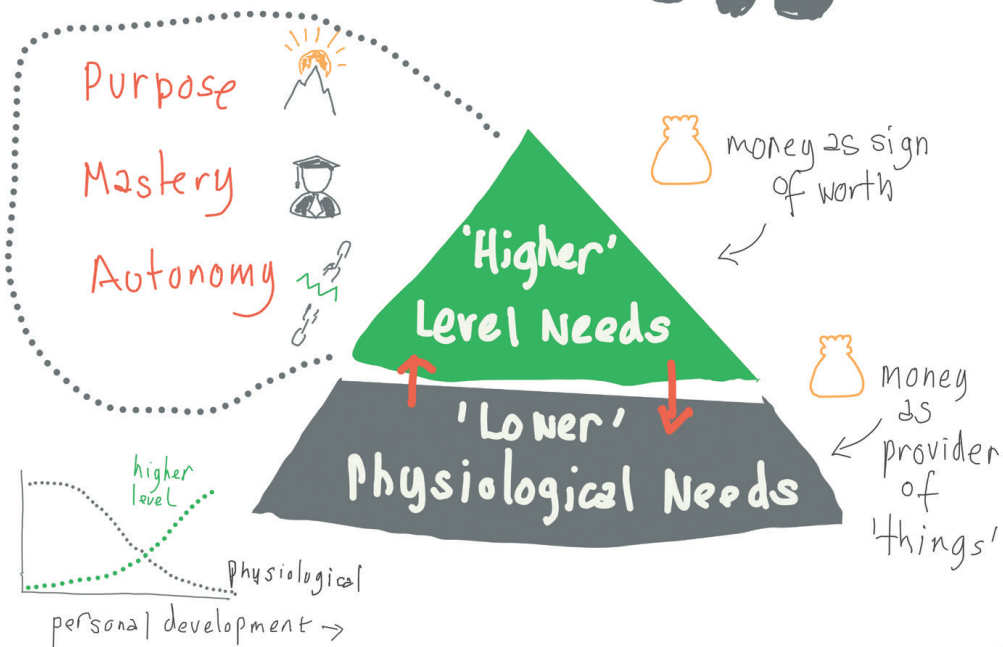 Purpose
Mastery
Autonomy
money as sign
of worth
'Higher'
Level Needs
money
as
provider
of
'things'
'Lower'
Physiological Needs
higher
level
physiological
personal development →